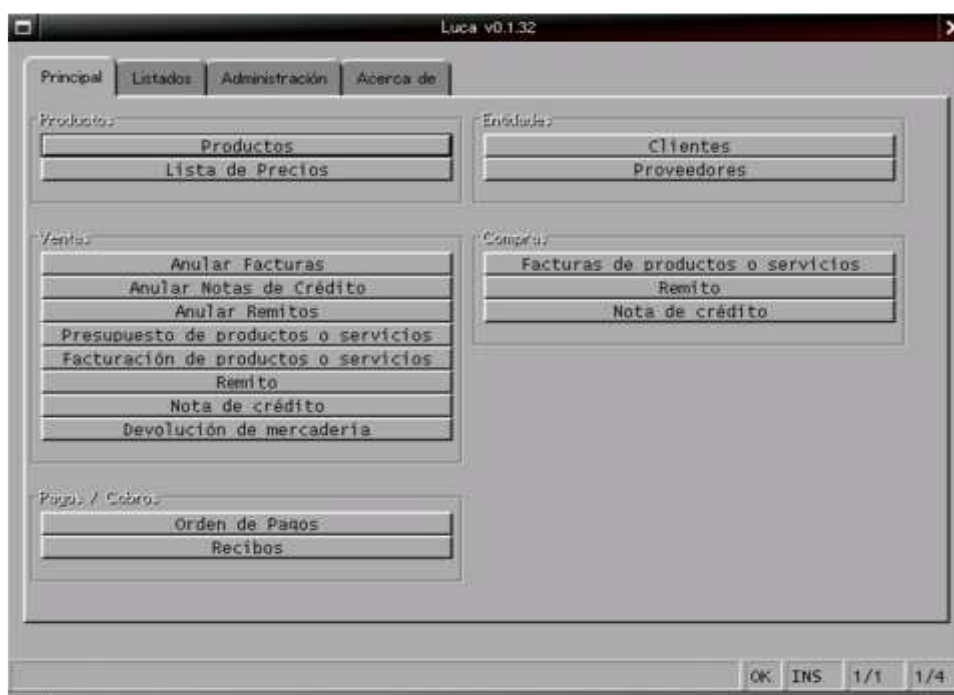 Luca v0.1.32
Principal Listados Administración Acerca de
Productos
Productos
Lista de Precios
Entidades
Clientes
Proveedores
Ventas
Anular Facturas
Anular Notas de Crédito
Anular Remitos
Presupuesto de productos o servicios
Facturación de productos o servicios
Remito
Nota de crédito
Devolución de mercadería
Compras
Facturas de productos o servicios
Remito
Nota de crédito
Pagos / Cobros
Orden de Pagos
Recibos
OK INS 1/1 1/4